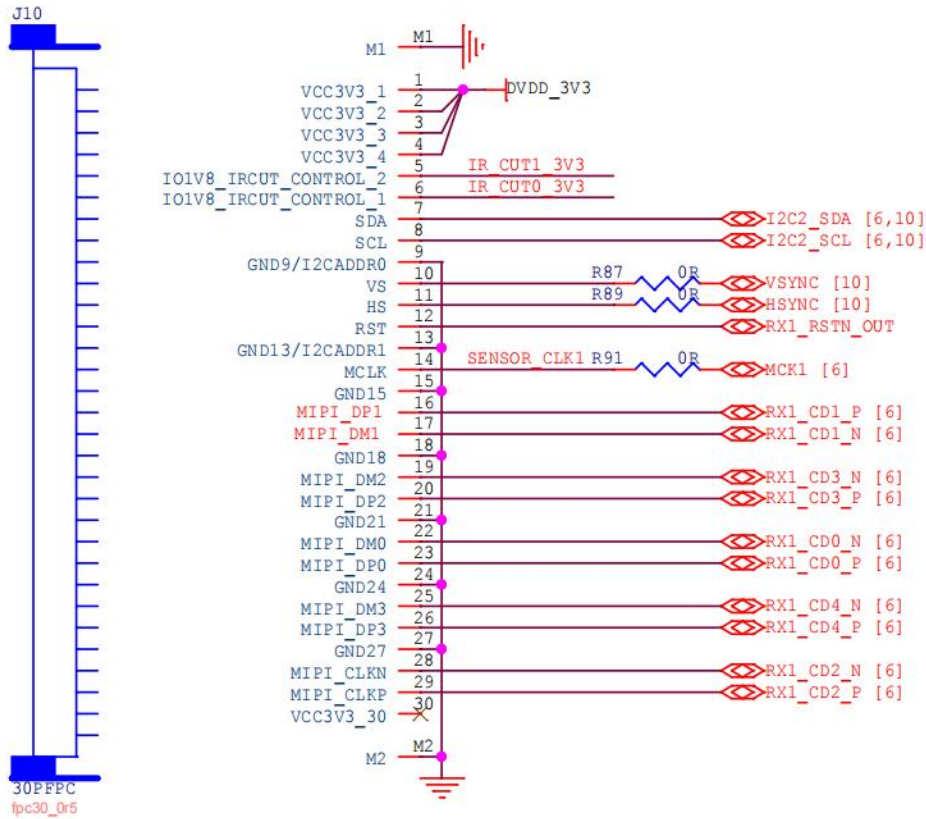 J10
M1 M1
VCC3V3_1 1 DVDD_3V3
VCC3V3_2 2
VCC3V3_3 3
VCC3V3_4 4
IO1V8_IRCUT_CONTROL_2 5 IR_CUT1_3V3
IO1V8_IRCUT_CONTROL_1 6 IR_CUT0_3V3
SDA 7 I2C2_SDA [6,10]
SCL 8 I2C2_SCL [6,10]
GND9/I2CADDR0 9
VS 10 R87 0R VSYNC [10]
HS 11 R89 0R HSYNC [10]
RST 12 RX1_RSTN_OUT
GND13/I2CADDR1 13
MCLK 14 SENSOR_CLK1 R91 0R MCK1 [6]
GND15 15
MIPI_DP1 16 RX1_CD1_P [6]
MIPI_DM1 17 RX1_CD1_N [6]
GND18 18
MIPI_DM2 19 RX1_CD3_N [6]
MIPI_DP2 20 RX1_CD3_P [6]
GND21 21
MIPI_DM0 22 RX1_CD0_N [6]
MIPI_DP0 23 RX1_CD0_P [6]
GND24 24
MIPI_DM3 25 RX1_CD4_N [6]
MIPI_DP3 26 RX1_CD4_P [6]
GND27 27
MIPI_CLKN 28 RX1_CD2_N [6]
MIPI_CLKP 29 RX1_CD2_P [6]
VCC3V3_30 30
M2 M2
30PFPC
fpc30_0r5